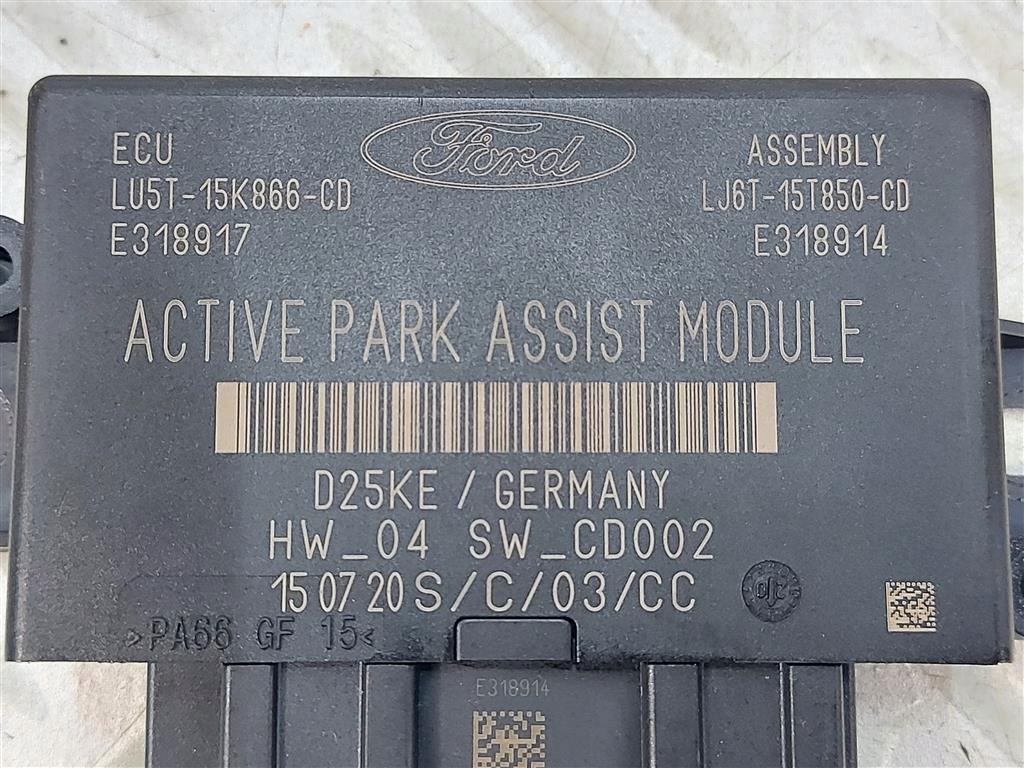 Ford
ECU
LU5T-15K866-CD
E318917
ASSEMBLY
LJ6T-15T850-CD
E318914
ACTIVE PARK ASSIST MODULE
D25KE / GERMANY
HW_04 SW_CD002
15 07 20 S/C/03/CC
>PA66 GF 15<
E318914